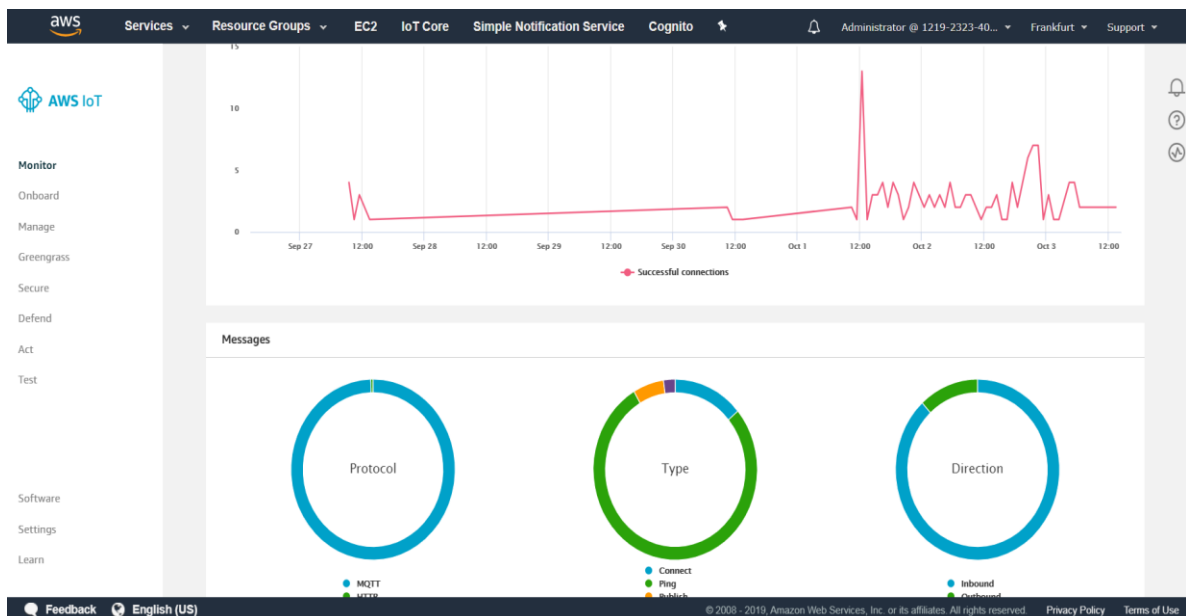 aws Services Resource Groups EC2 IoT Core Simple Notification Service Cognito Administrator @ 1219-2323-40... Frankfurt Support
AWS IoT
Monitor
Onboard
Manage
Greengrass
Secure
Defend
Act
Test
Software
Settings
Learn
15
10
5
0
Sep 27 12:00 Sep 28 12:00 Sep 29 12:00 Sep 30 12:00 Oct 1 12:00 Oct 2 12:00 Oct 3 12:00
Successful connections
Messages
Protocol
MQTT
HTTP
Type
Connect
Ping
Publish
Direction
Inbound
Outbound
Feedback English (US) © 2008 - 2019, Amazon Web Services, Inc. or its affiliates. All rights reserved. Privacy Policy Terms of Use